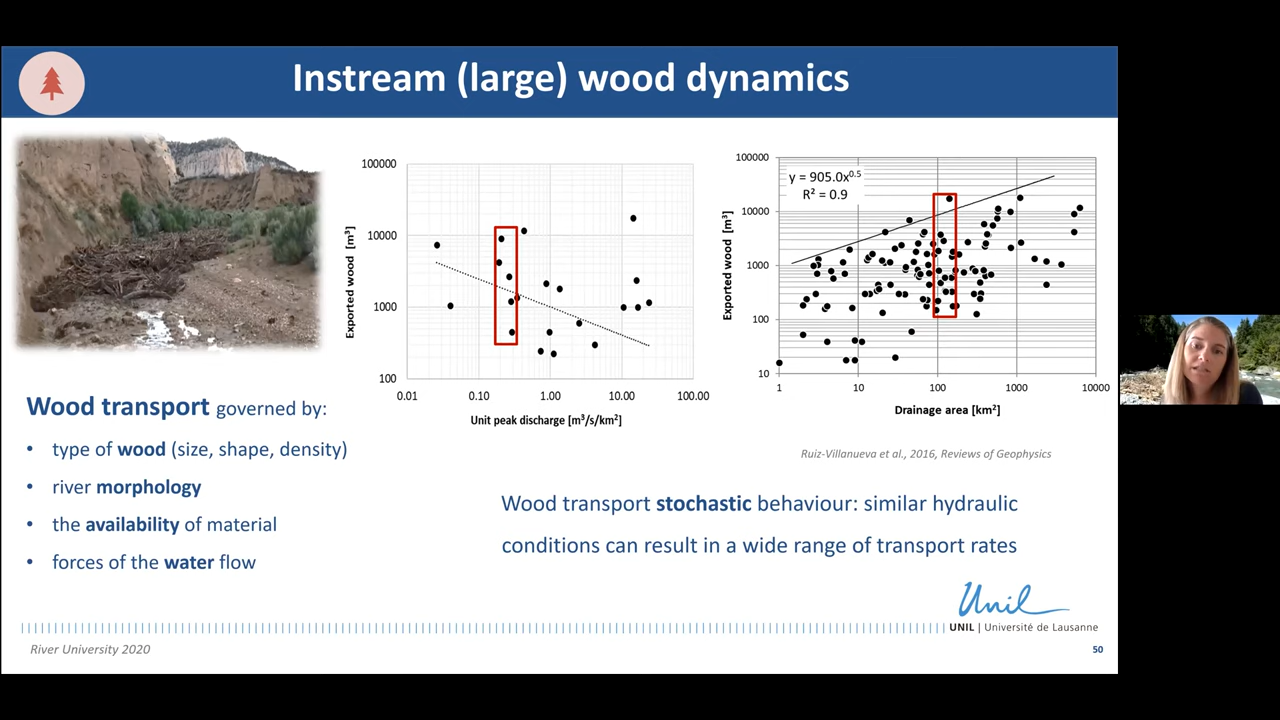 Instream (large) wood dynamics
100000
10000
1000
100
0.01
0.10
1.00
10.00
100.00
Exported wood [m³]
Unit peak discharge [m³/s/km²]
100000
10000
1000
100
10
1
10
100
1000
10000
y = 905.0x^0.5
R² = 0.9
Exported wood [m³]
Drainage area [km²]
Ruiz-Villanueva et al., 2016, Reviews of Geophysics
Wood transport governed by:
• type of wood (size, shape, density)
• river morphology
• the availability of material
• forces of the water flow
Wood transport stochastic behaviour: similar hydraulic
conditions can result in a wide range of transport rates
Unil
UNIL | Université de Lausanne
River University 2020
50